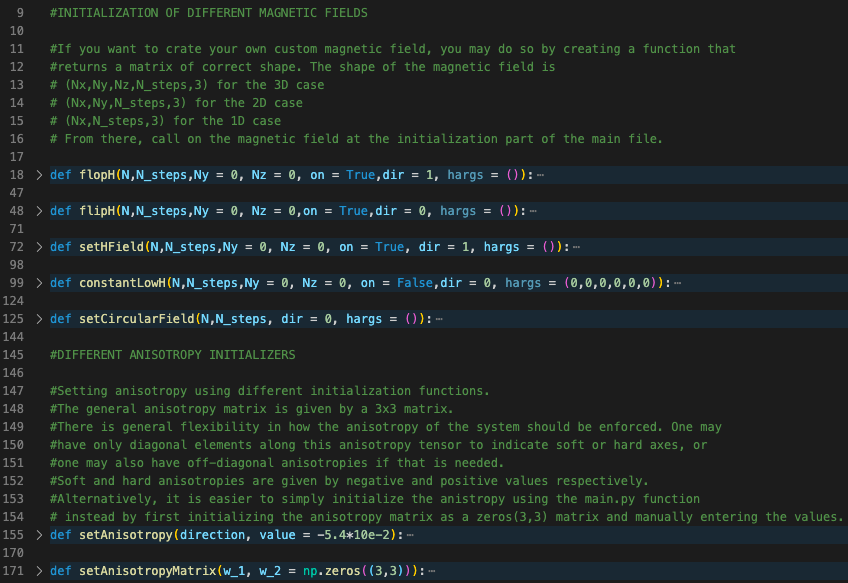 9 #INITIALIZATION OF DIFFERENT MAGNETIC FIELDS
10
11 #If you want to crate your own custom magnetic field, you may do so by creating a function that
12 #returns a matrix of correct shape. The shape of the magnetic field is
13 # (Nx,Ny,Nz,N_steps,3) for the 3D case
14 # (Nx,Ny,N_steps,3) for the 2D case
15 # (Nx,N_steps,3) for the 1D case
16 # From there, call on the magnetic field at the initialization part of the main file.
17
18 > def flopH(N,N_steps,Ny = 0, Nz = 0, on = True,dir = 1, hargs = ()):⋯
47
48 > def flipH(N,N_steps,Ny = 0, Nz = 0,on = True,dir = 0, hargs = ()):⋯
71
72 > def setHField(N,N_steps,Ny = 0, Nz = 0, on = True, dir = 1, hargs = ()):⋯
98
99 > def constantLowH(N,N_steps,Ny = 0, Nz = 0, on = False,dir = 0, hargs = (0,0,0,0,0,0)):⋯
124
125 > def setCircularField(N,N_steps, dir = 0, hargs = ()):⋯
144
145 #DIFFERENT ANISOTROPY INITIALIZERS
146
147 #Setting anisotropy using different initialization functions.
148 #The general anisotropy matrix is given by a 3x3 matrix.
149 #There is general flexibility in how the anisotropy of the system should be enforced. One may
150 #have only diagonal elements along this anisotropy tensor to indicate soft or hard axes, or
151 #one may also have off-diagonal anisotropies if that is needed.
152 #Soft and hard anisotropies are given by negative and positive values respectively.
153 #Alternatively, it is easier to simply initialize the anistropy using the main.py function
154 # instead by first initializing the anisotropy matrix as a zeros(3,3) matrix and manually entering the values.
155 > def setAnisotropy(direction, value = -5.4*10e-2):⋯
170
171 > def setAnisotropyMatrix(w_1, w_2 = np.zeros((3,3))):⋯